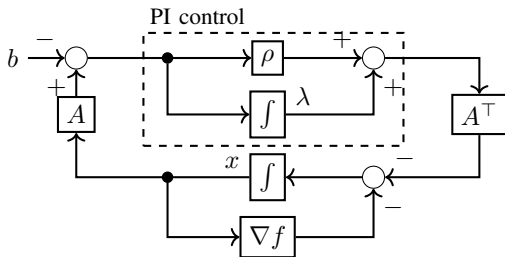 PI control
b − ρ +
+ ∫ λ +
A A⊤
x ∫ −
∇f −